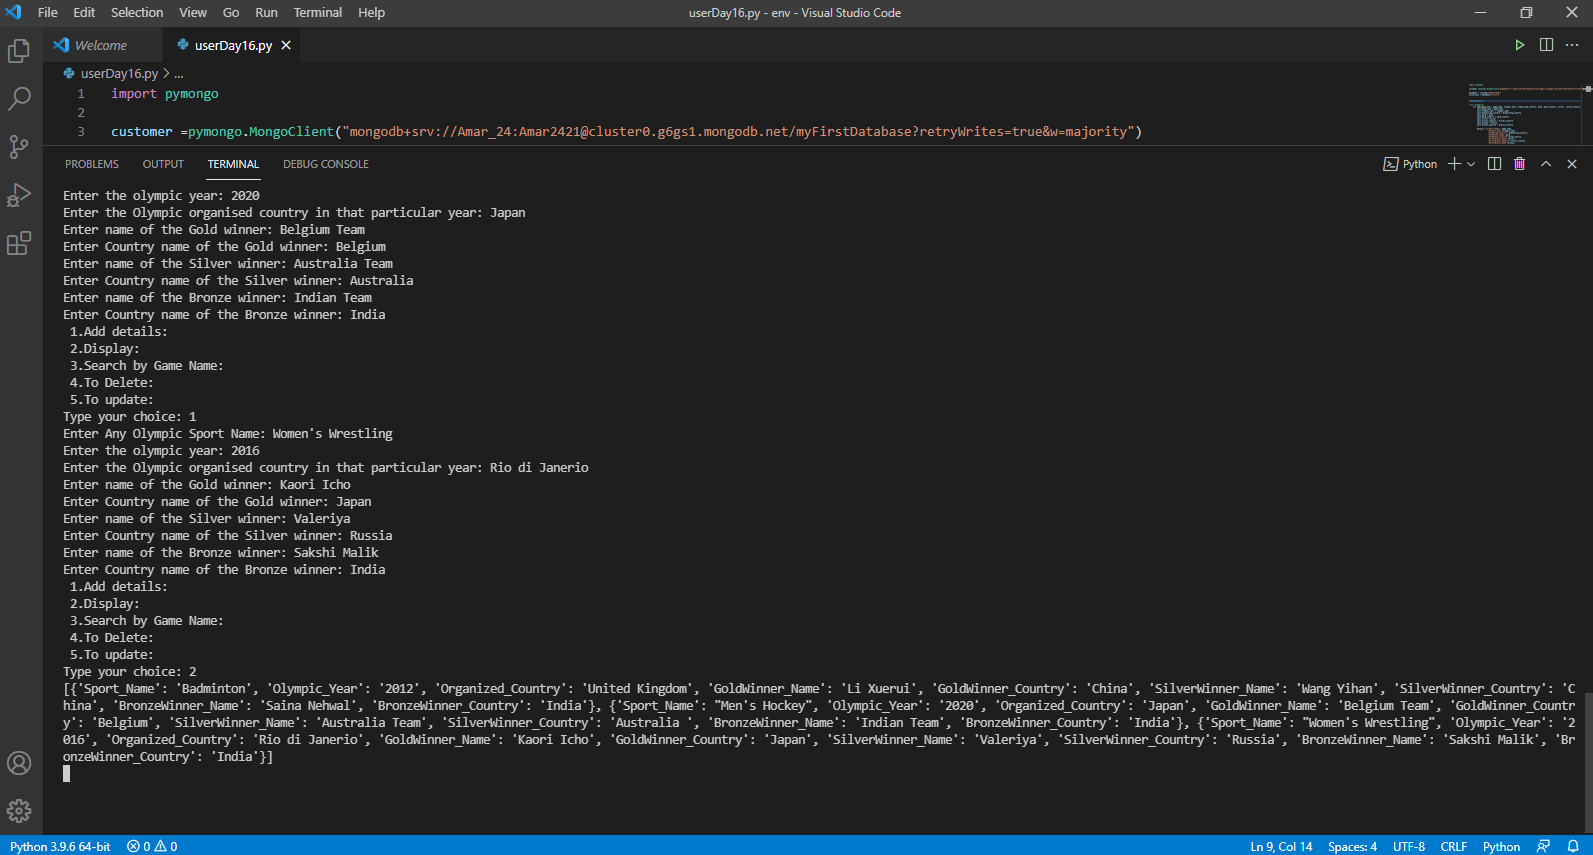 File Edit Selection View Go Run Terminal Help
userDay16.py - env - Visual Studio Code
Welcome
userDay16.py
userDay16.py > ...
1 import pymongo
2
3 customer =pymongo.MongoClient("mongodb+srv://Amar_24:Amar2421@cluster0.g6gs1.mongodb.net/myFirstDatabase?retryWrites=true&w=majority")
PROBLEMS OUTPUT TERMINAL DEBUG CONSOLE
Python
Enter the olympic year: 2020
Enter the Olympic organised country in that particular year: Japan
Enter name of the Gold winner: Belgium Team
Enter Country name of the Gold winner: Belgium
Enter name of the Silver winner: Australia Team
Enter Country name of the Silver winner: Australia
Enter name of the Bronze winner: Indian Team
Enter Country name of the Bronze winner: India
1.Add details:
2.Display:
3.Search by Game Name:
4.To Delete:
5.To update:
Type your choice: 1
Enter Any Olympic Sport Name: Women's Wrestling
Enter the olympic year: 2016
Enter the Olympic organised country in that particular year: Rio di Janerio
Enter name of the Gold winner: Kaori Icho
Enter Country name of the Gold winner: Japan
Enter name of the Silver winner: Valeriya
Enter Country name of the Silver winner: Russia
Enter name of the Bronze winner: Sakshi Malik
Enter Country name of the Bronze winner: India
1.Add details:
2.Display:
3.Search by Game Name:
4.To Delete:
5.To update:
Type your choice: 2
[{'Sport_Name': 'Badminton', 'Olympic_Year': '2012', 'Organized_Country': 'United Kingdom', 'GoldWinner_Name': 'Li Xuerui', 'GoldWinner_Country': 'China', 'SilverWinner_Name': 'Wang Yihan', 'SilverWinner_Country': 'C
hina', 'BronzeWinner_Name': 'Saina Nehwal', 'BronzeWinner_Country': 'India'}, {'Sport_Name': "Men's Hockey", 'Olympic_Year': '2020', 'Organized_Country': 'Japan', 'GoldWinner_Name': 'Belgium Team', 'GoldWinner_Countr
y': 'Belgium', 'SilverWinner_Name': 'Australia Team', 'SilverWinner_Country': 'Australia ', 'BronzeWinner_Name': 'Indian Team', 'BronzeWinner_Country': 'India'}, {'Sport_Name': "Women's Wrestling", 'Olympic_Year': '2
016', 'Organized_Country': 'Rio di Janerio', 'GoldWinner_Name': 'Kaori Icho', 'GoldWinner_Country': 'Japan', 'SilverWinner_Name': 'Valeriya', 'SilverWinner_Country': 'Russia', 'BronzeWinner_Name': 'Sakshi Malik', 'Br
onzeWinner_Country': 'India'}]
Python 3.9.6 64-bit 0 0 Ln 9, Col 14 Spaces: 4 UTF-8 CRLF Python